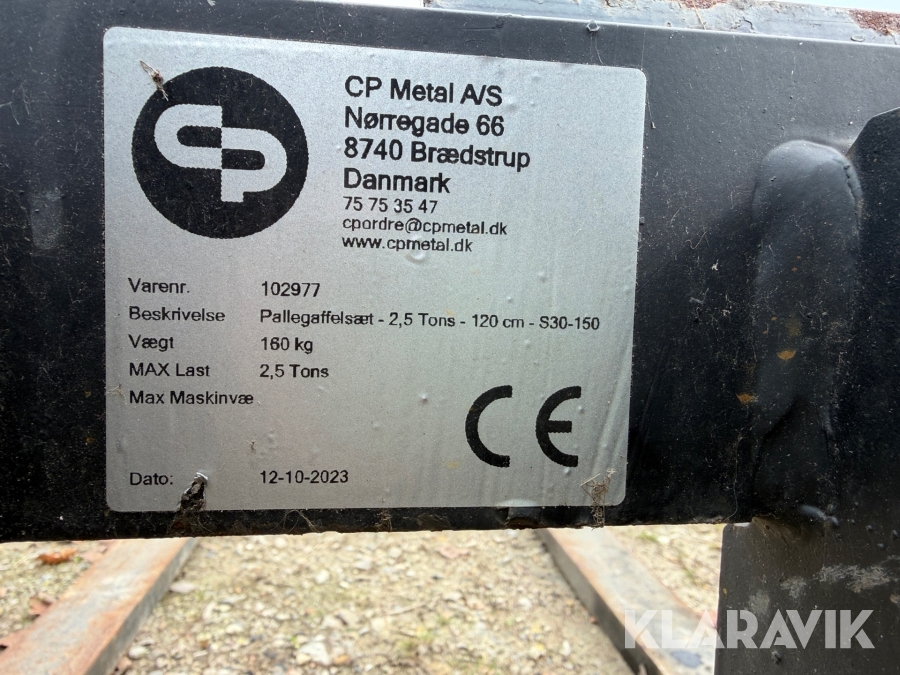 CP
CP Metal A/S
Nørregade 66
8740 Brædstrup
Danmark
75 75 35 47
cpordre@cpmetal.dk
www.cpmetal.dk
Varenr. 102977
Beskrivelse Pallegaffelsæt - 2,5 Tons - 120 cm - S30-150
Vægt 160 kg
MAX Last 2,5 Tons
Max Maskinvæ
CE
Dato: 12-10-2023
KLARAVIK